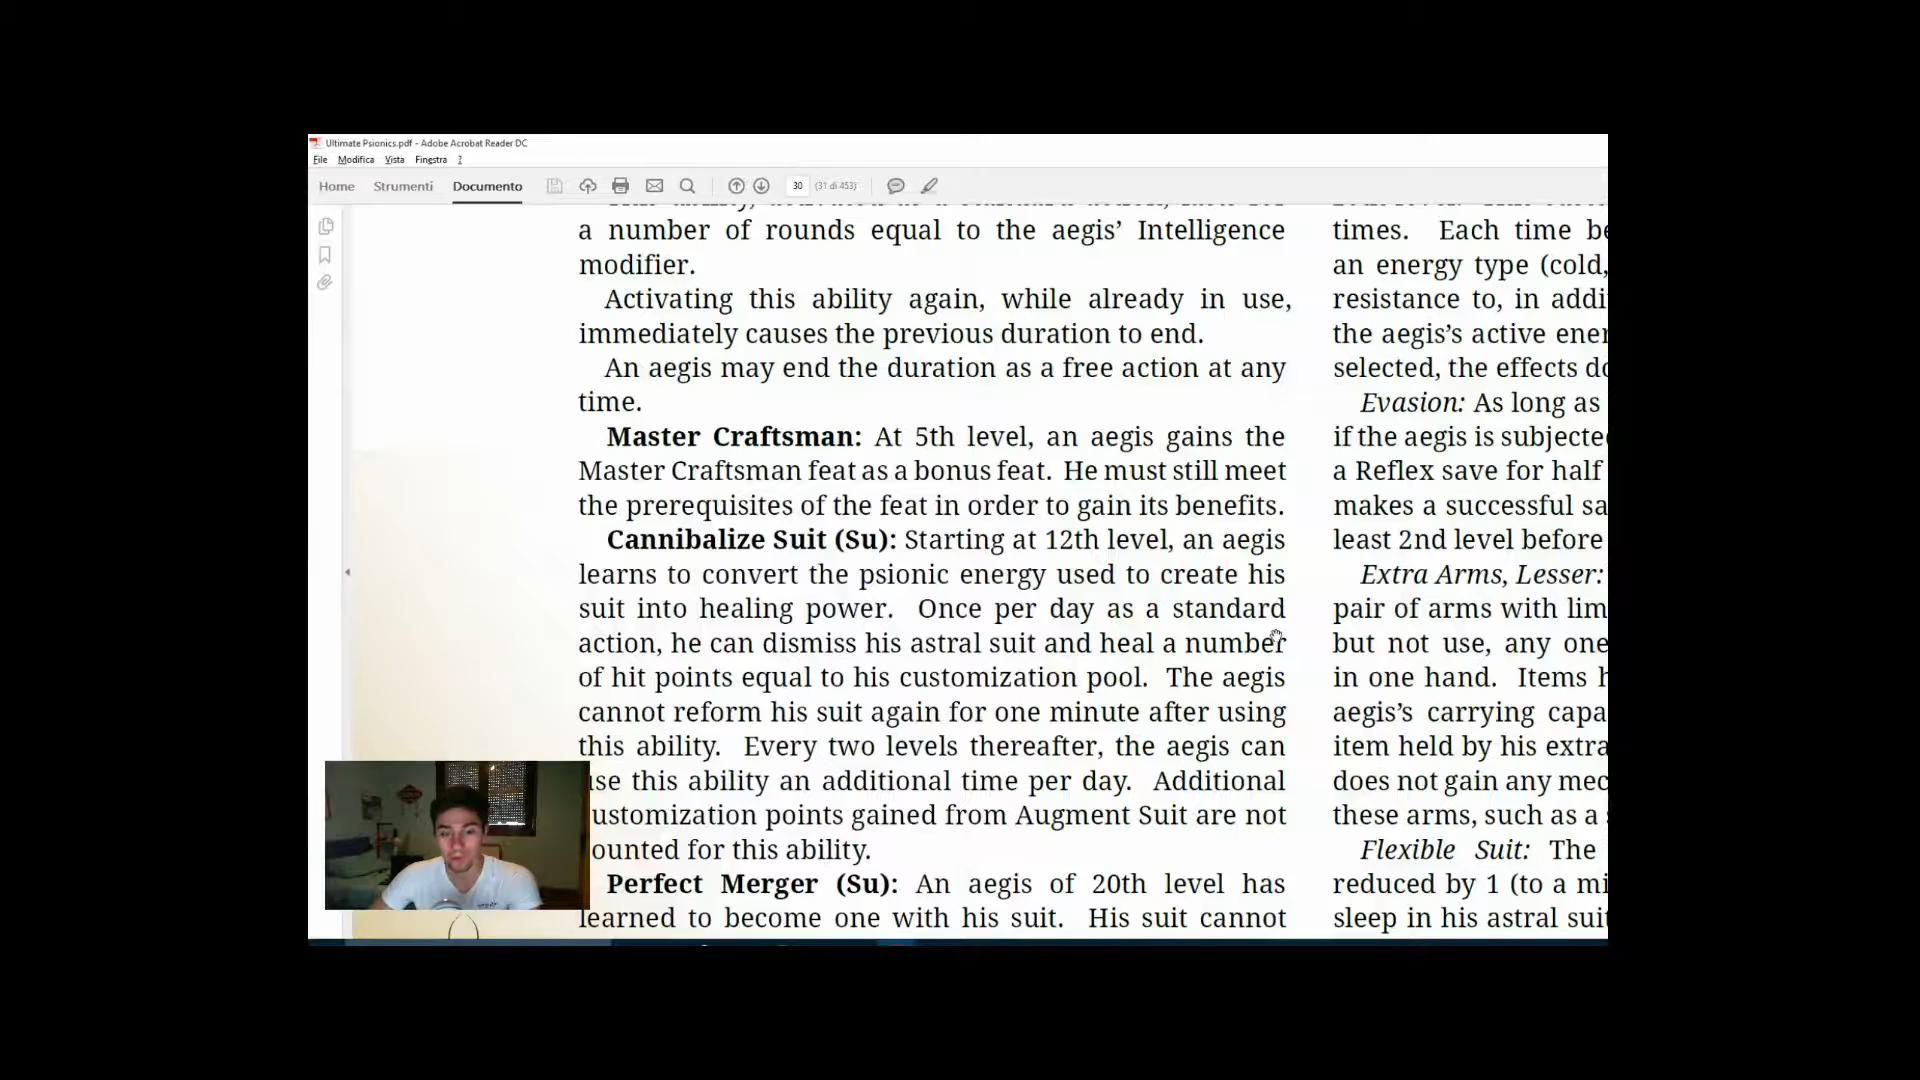 Ultimate Psionics.pdf - Adobe Acrobat Reader DC
File Modifica Vista Finestra ?
Home Strumenti Documento 30 (31 di 453)
a number of rounds equal to the aegis’ Intelligence
modifier.
Activating this ability again, while already in use,
immediately causes the previous duration to end.
An aegis may end the duration as a free action at any
time.
Master Craftsman: At 5th level, an aegis gains the
Master Craftsman feat as a bonus feat. He must still meet
the prerequisites of the feat in order to gain its benefits.
Cannibalize Suit (Su): Starting at 12th level, an aegis
learns to convert the psionic energy used to create his
suit into healing power. Once per day as a standard
action, he can dismiss his astral suit and heal a number
of hit points equal to his customization pool. The aegis
cannot reform his suit again for one minute after using
this ability. Every two levels thereafter, the aegis can
se this ability an additional time per day. Additional
ustomization points gained from Augment Suit are not
ounted for this ability.
Perfect Merger (Su): An aegis of 20th level has
learned to become one with his suit. His suit cannot
times. Each time be
an energy type (cold,
resistance to, in addi
the aegis’s active ener
selected, the effects do
Evasion: As long as
if the aegis is subjecte
a Reflex save for half
makes a successful sa
least 2nd level before
Extra Arms, Lesser:
pair of arms with lim
but not use, any one
in one hand. Items h
aegis’s carrying capa
item held by his extra
does not gain any mec
these arms, such as a
Flexible Suit: The
reduced by 1 (to a mi
sleep in his astral suit